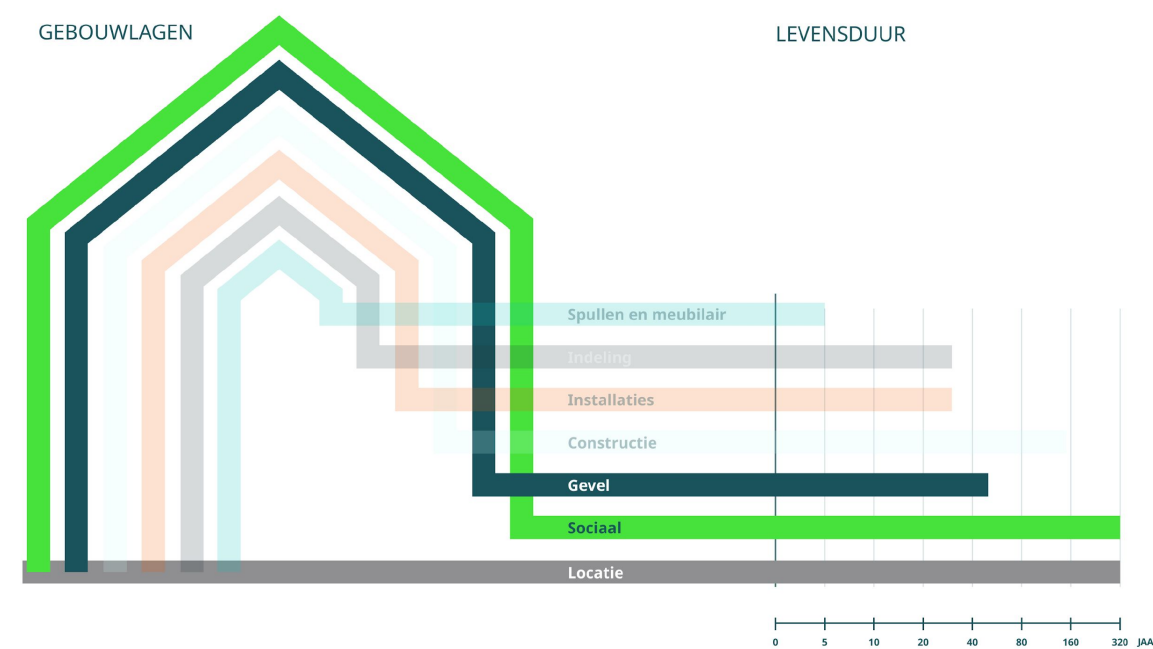 GEBOUWLAGEN
LEVENSDUUR
Spullen en meubilair
Indeling
Installaties
Constructie
Gevel
Sociaal
Locatie
0 5 10 20 40 80 160 320 JAA